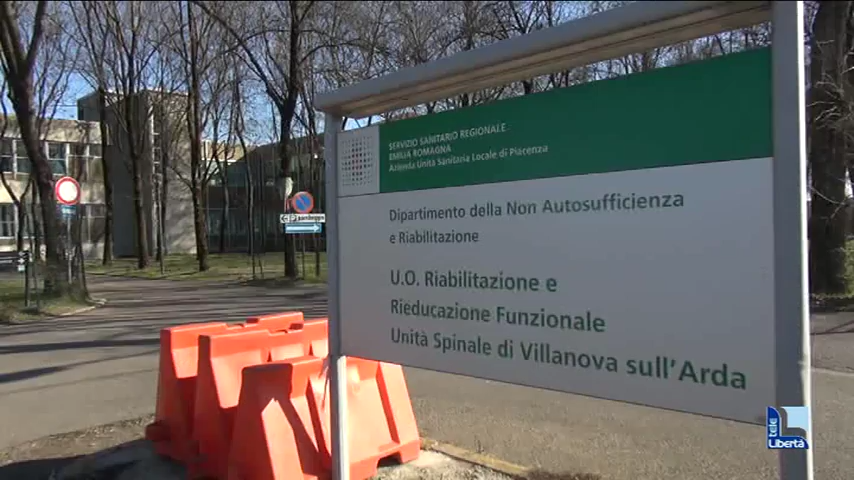 SERVIZIO SANITARIO REGIONALE
EMILIA ROMAGNA
Azienda Unità Sanitaria Locale di Piacenza
Dipartimento della Non Autosufficienza
e Riabilitazione
U.O. Riabilitazione e
Rieducazione Funzionale
Unità Spinale di Villanova sull'Arda
tele
Libertà